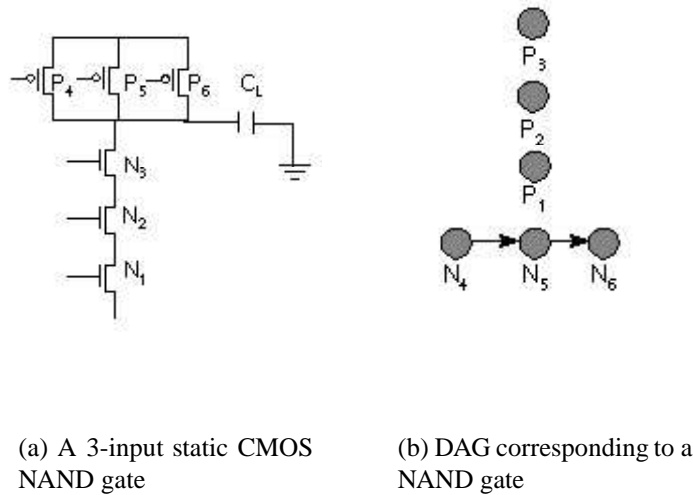 P4 P5 P6 CL
N3
N2
N1
P3
P2
P1
N4 N5 N6
(a) A 3-input static CMOS
NAND gate
(b) DAG corresponding to a
NAND gate